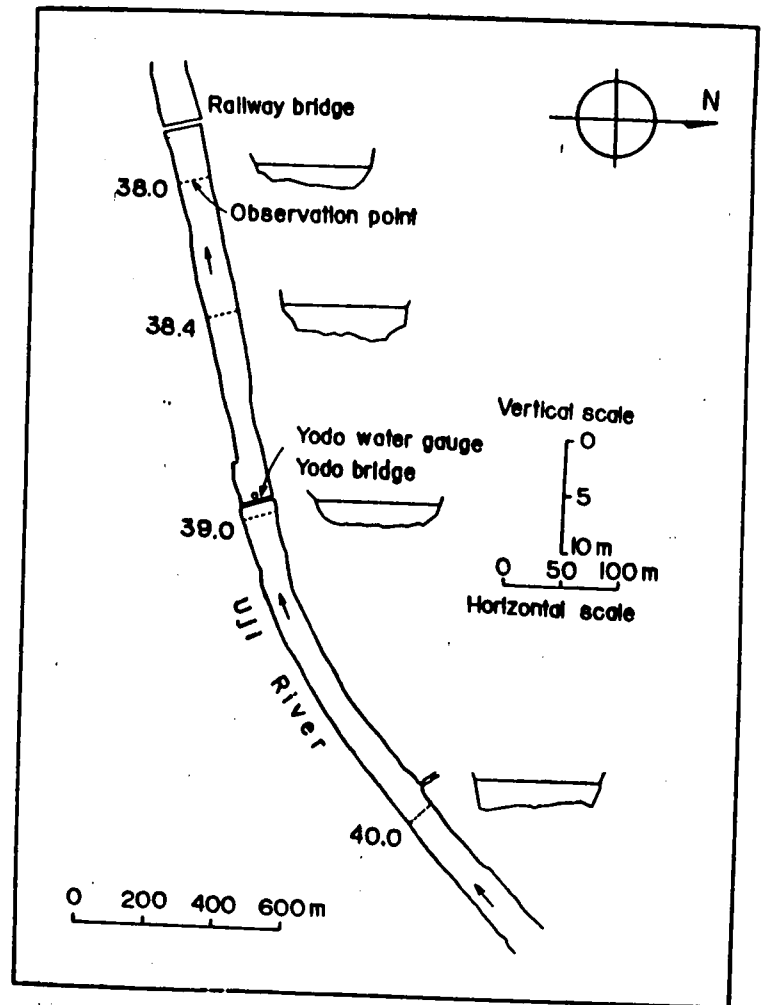 N
Railway bridge
38.0
Observation point
38.4
Vertical scale
0
5
10 m
Yodo water gauge
Yodo bridge
39.0
0 50 100 m
Horizontal scale
Uji River
40.0
0 200 400 600 m